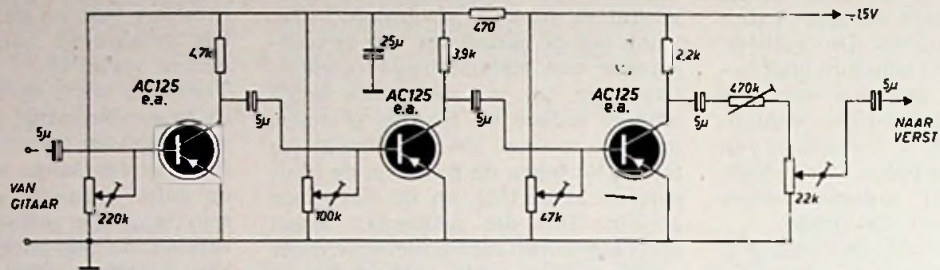 470
-15V
4,7k
25μ
3,9k
2.2k
AC125
e.a.
AC125
e.a.
AC125
e.a.
470k
5μ
5μ
5μ
5μ
5μ
5μ
NAAR
VERST
VAN
GITAAR
220k
100k
47k
22k